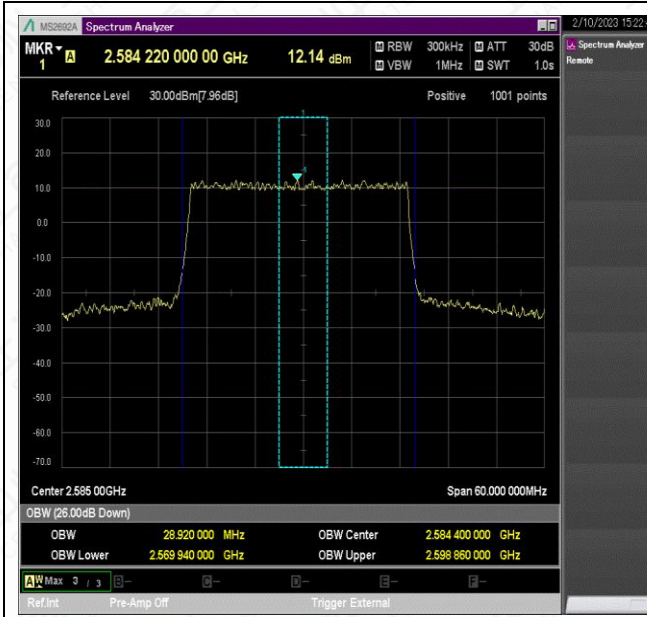 MS2692A Spectrum Analyzer
2/10/2023 15:22
MKR 1 A 2.584 220 000 00 GHz 12.14 dBm
M RBW 300kHz M ATT 30dB
M VBW 1MHz M SWT 1.0s
Spectrum Analyzer
Remote
Reference Level 30.00dBm[7.96dB] Positive 1001 points
30.0
20.0
10.0
0.0
-10.0
-20.0
-30.0
-40.0
-50.0
-60.0
-70.0
Center 2.585 00GHz Span 60.000 000MHz
OBW (26.00dB Down)
OBW 28.920 000 MHz OBW Center 2.584 400 000 GHz
OBW Lower 2.569 940 000 GHz OBW Upper 2.598 860 000 GHz
A W Max 3 / 3 B- C- D- E- F-
Ref.Int Pre-Amp Off Trigger External